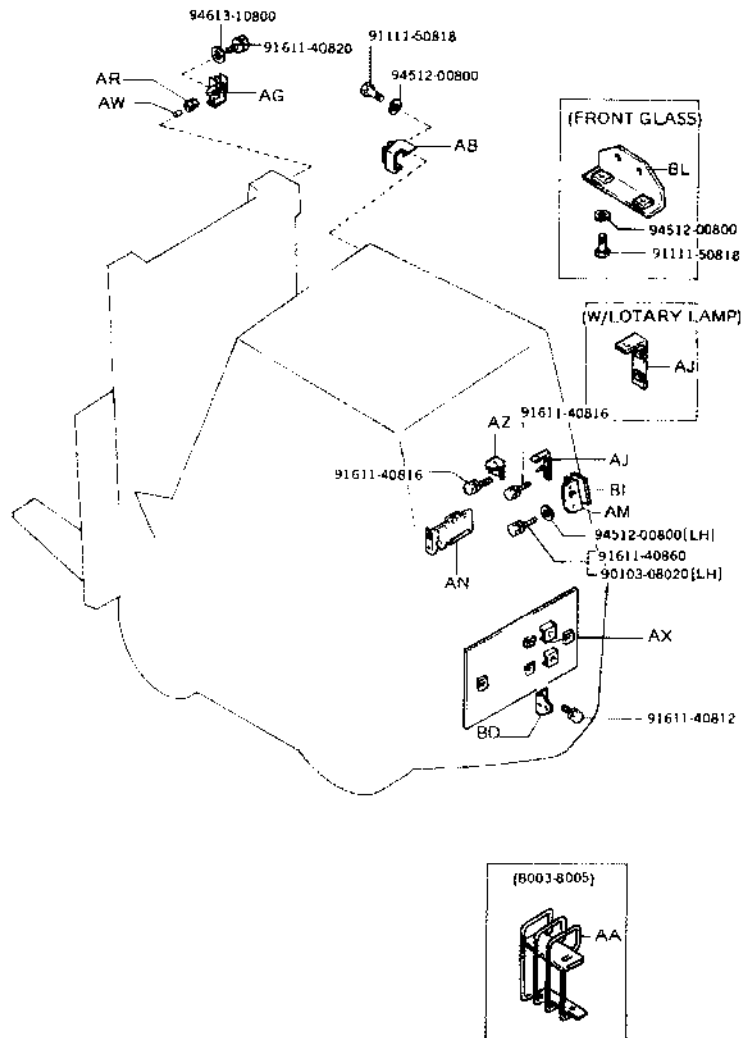 94613-10800
91611-40820
91111-50818
AR
AG
94512-00800
AW
AB
(FRONT GLASS)
BL
94512-00800
91111-50818
(W/LOTARY LAMP)
AJ
91611-40816
AZ
91611-40816
AJ
BI
AM
94512-00800[LH]
91611-40860
AN
90103-08020[LH]
AX
BD
91611-40812
(8003-8005)
AA